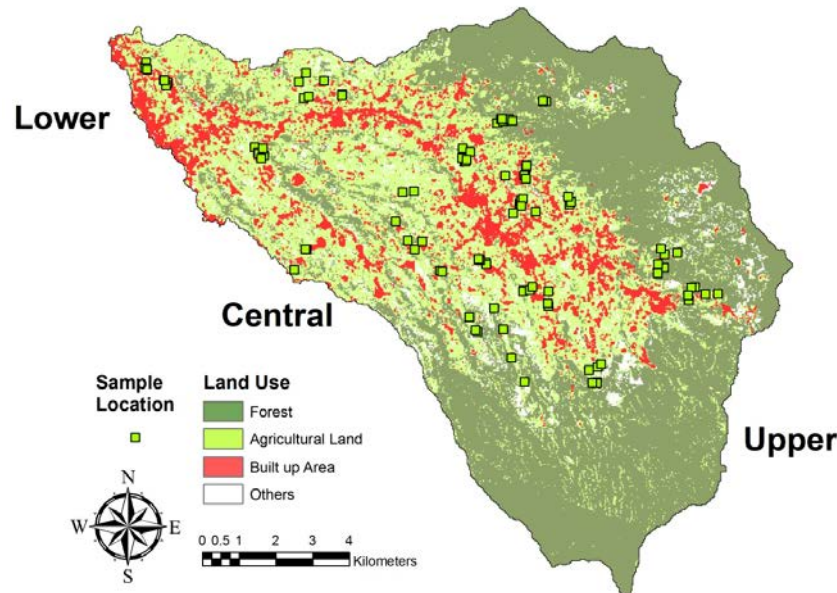 Lower
Central
Upper
Sample
Location
Land Use
Forest
Agricultural Land
Built up Area
Others
N
W E
S
0 0.5 1 2 3 4
Kilometers